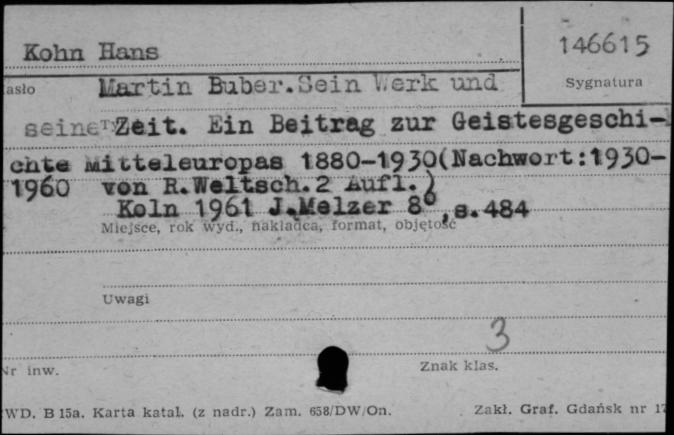 Kohn Hans
146615
asło
Martin Buber.Sein Werk und
Sygnatura
seine Zeit. Ein Beitrag zur Geistesgeschi-
chte Mitteleuropas 1880-1930(Nachwort:1930-
1960 von R.Weltsch.2 Aufl.)
Koln 1961 J.Melzer 8°,s.484
Miejsce, rok wyd., nakładca, format, objętość
Uwagi
3
Nr inw.
Znak klas.
WD. B 15a. Karta katal. (z nadr.) Zam. 658/DW/On.
Zakł. Graf. Gdańsk nr 17